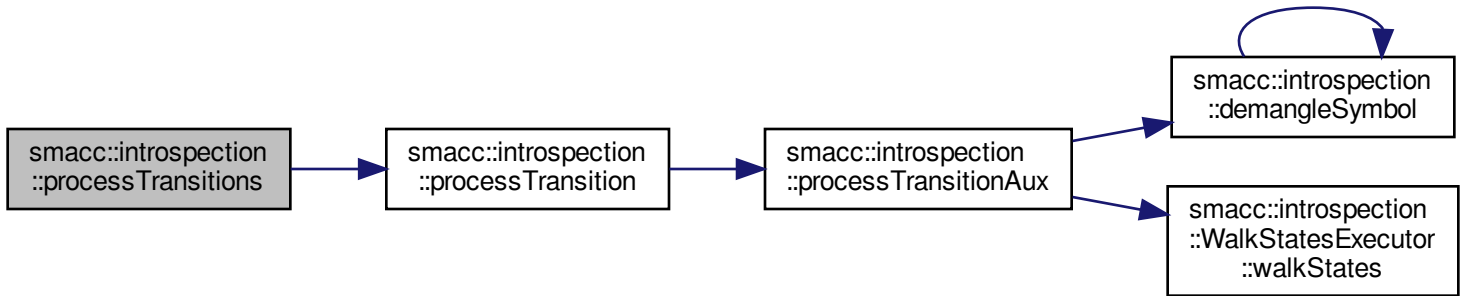 smacc::introspection
::processTransitions
smacc::introspection
::processTransition
smacc::introspection
::processTransitionAux
smacc::introspection
::demangleSymbol
smacc::introspection
::WalkStatesExecutor
::walkStates